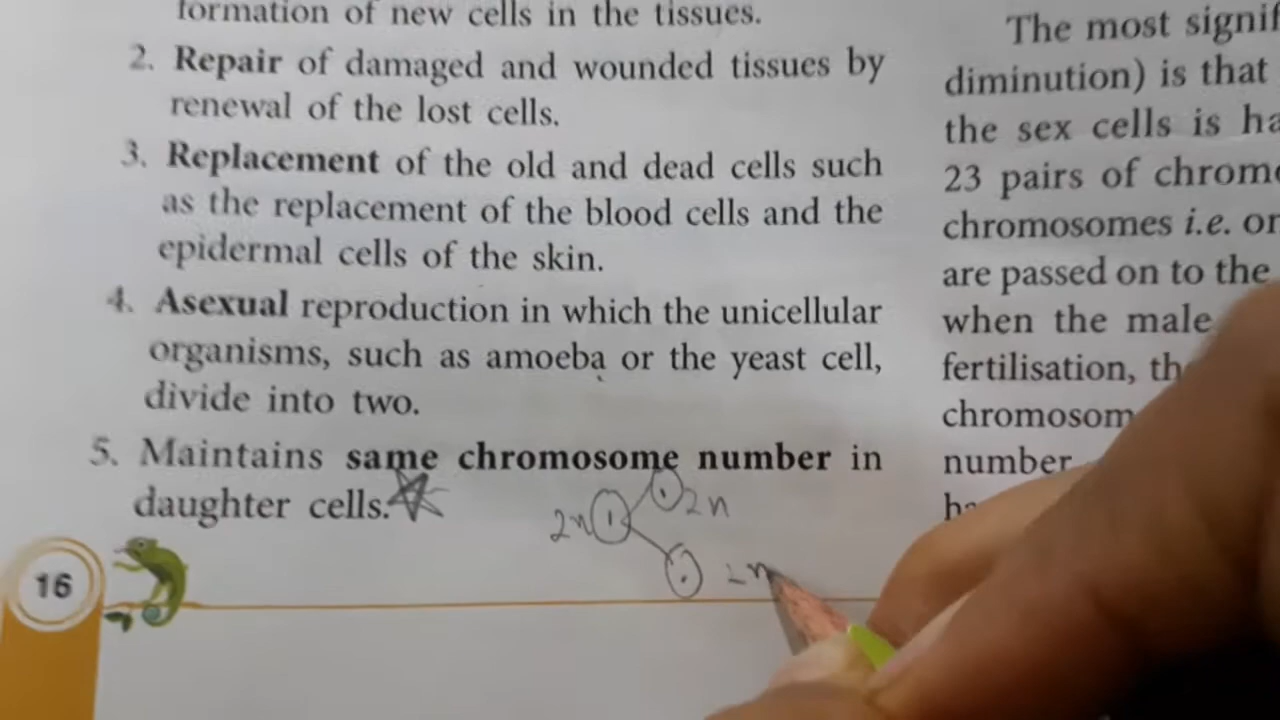 formation of new cells in the tissues.
2. Repair of damaged and wounded tissues by
renewal of the lost cells.
3. Replacement of the old and dead cells such
as the replacement of the blood cells and the
epidermal cells of the skin.
4. Asexual reproduction in which the unicellular
organisms, such as amoeba or the yeast cell,
divide into two.
5. Maintains same chromosome number in
daughter cells.
2n
2n
2n
16
The most signif
diminution) is that
the sex cells is ha
23 pairs of chromo
chromosomes i.e. or
are passed on to the
when the male
fertilisation, th
chromosom
number